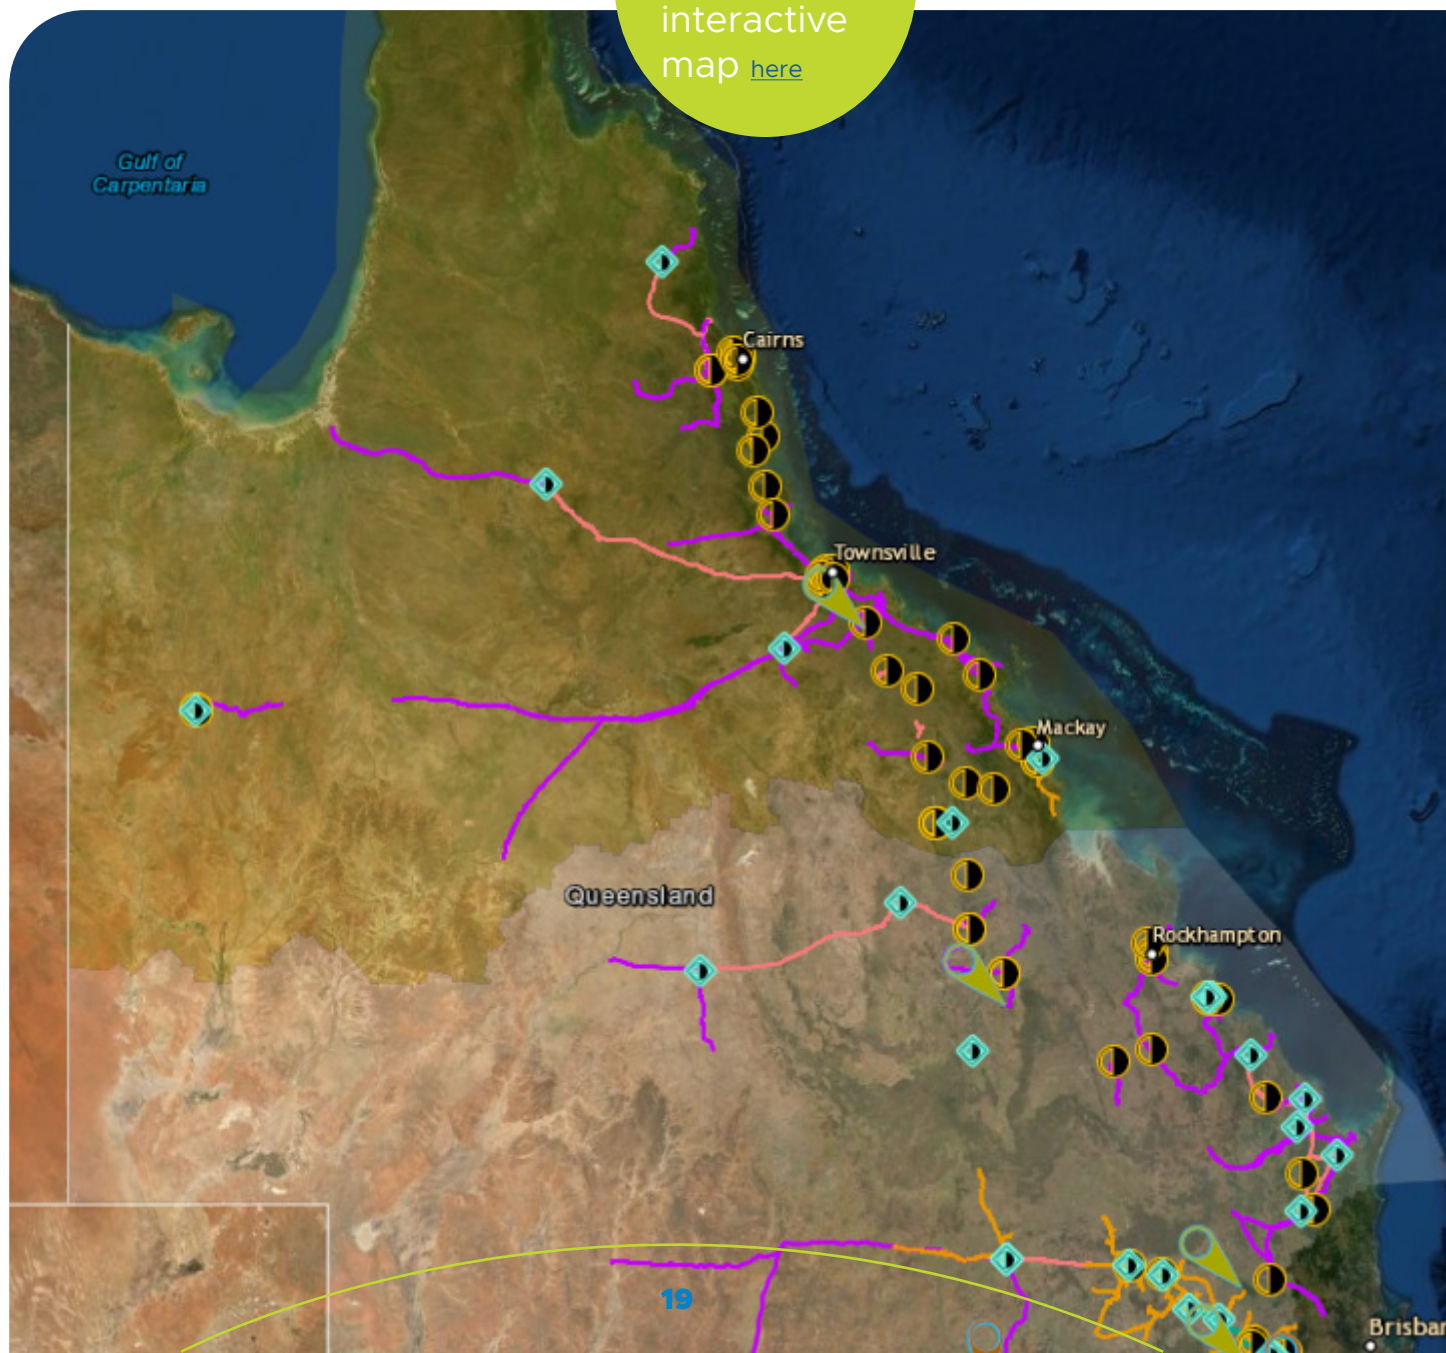 interactive
map here
Gulf of
Carpentaria
Cairns
Townsville
Mackay
Queensland
Rockhampton
19
Brisbar